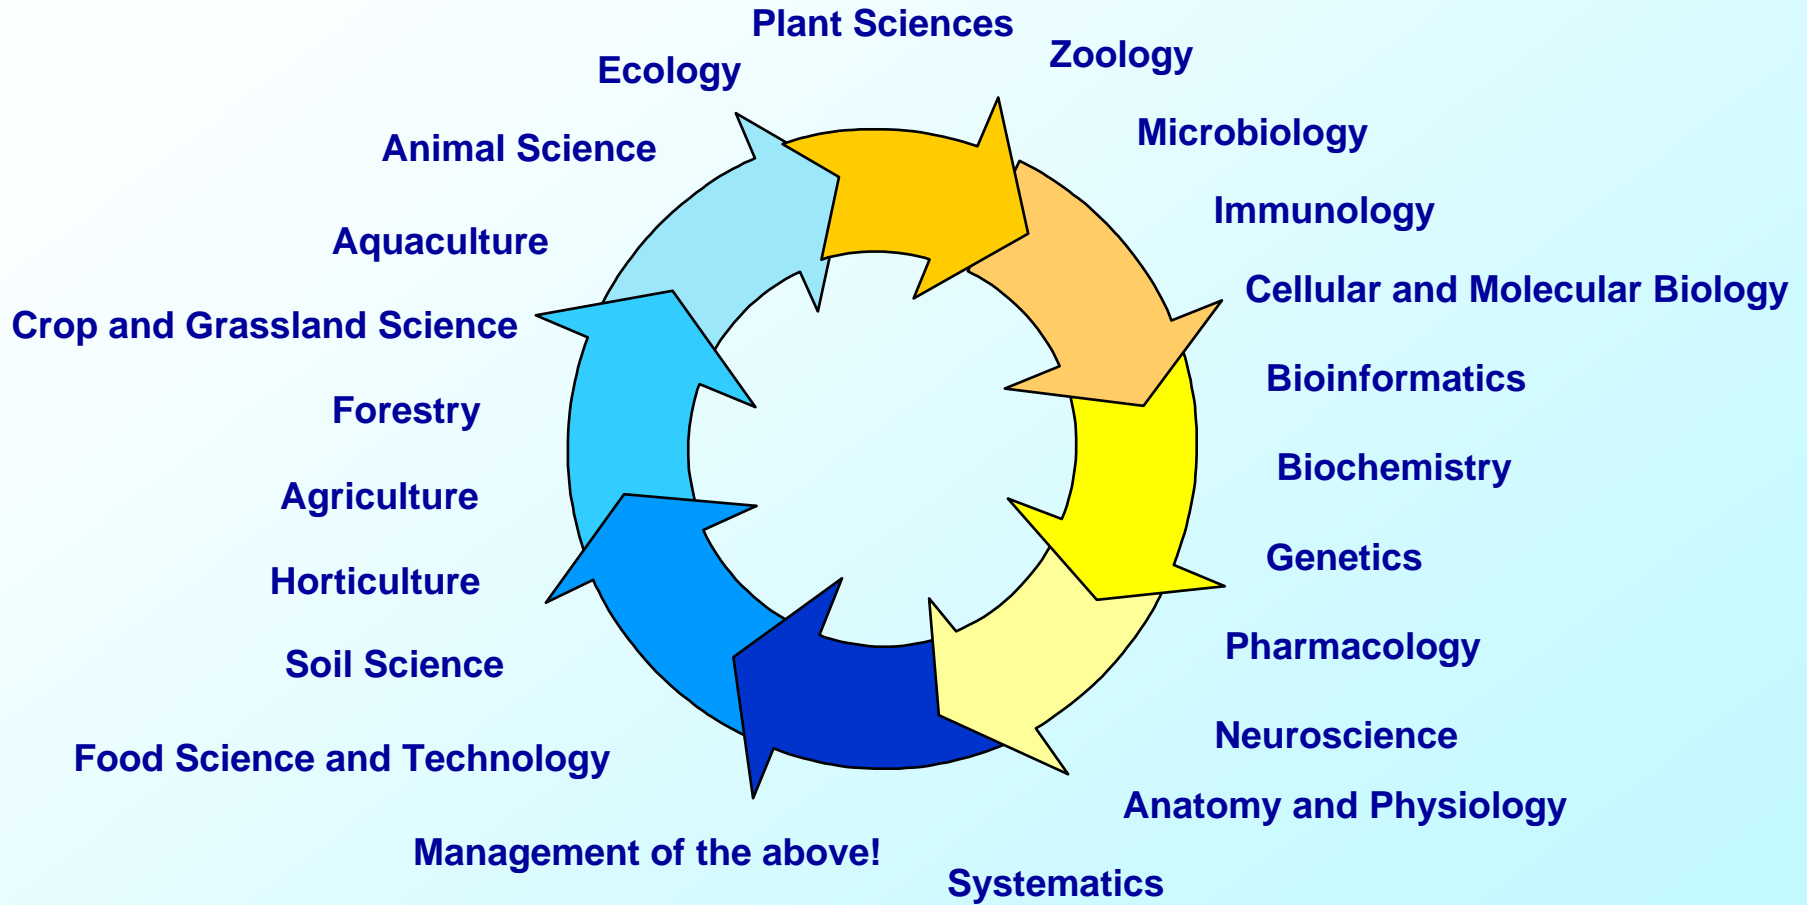 Plant Sciences
Zoology
Ecology
Microbiology
Animal Science
Immunology
Aquaculture
Cellular and Molecular Biology
Crop and Grassland Science
Bioinformatics
Forestry
Biochemistry
Agriculture
Genetics
Horticulture
Pharmacology
Soil Science
Neuroscience
Food Science and Technology
Anatomy and Physiology
Management of the above!
Systematics